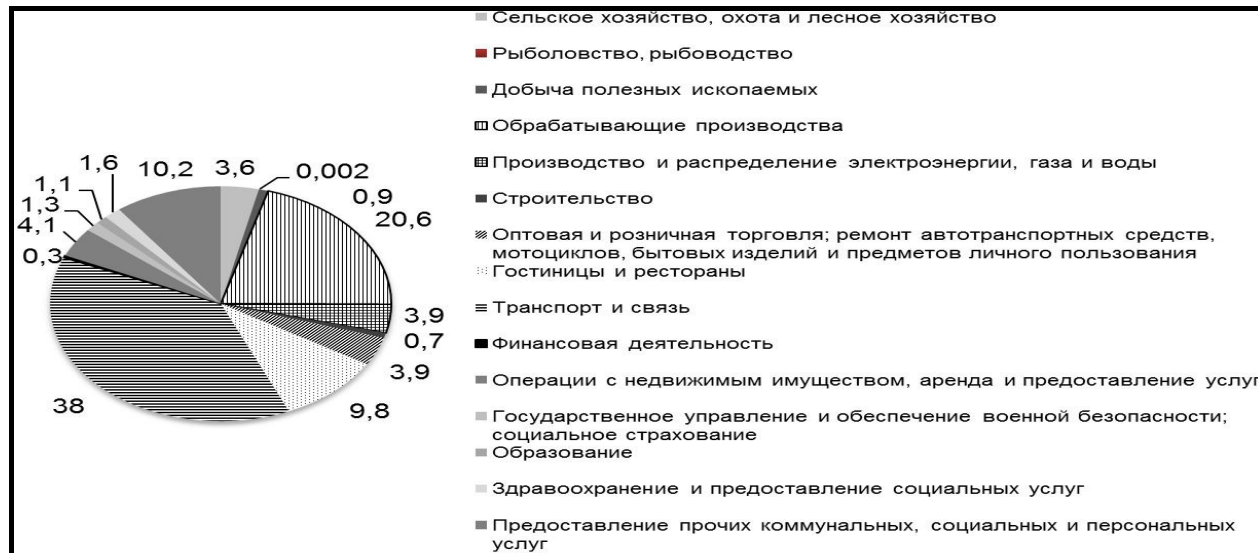 Сельское хозяйство, охота и лесное хозяйство
Рыболовство, рыбоводство
Добыча полезных ископаемых
Обрабатывающие производства
Производство и распределение электроэнергии, газа и воды
Строительство
Оптовая и розничная торговля; ремонт автотранспортных средств,
мотоциклов, бытовых изделий и предметов личного пользования
Гостиницы и рестораны
Транспорт и связь
Финансовая деятельность
Операции с недвижимым имуществом, аренда и предоставление услуг
Государственное управление и обеспечение военной безопасности;
социальное страхование
Образование
Здравоохранение и предоставление социальных услуг
Предоставление прочих коммунальных, социальных и персональных
услуг
3,6
0,002
0,9
20,6
3,9
0,7
3,9
9,8
38
0,3
4,1
1,3
1,1
1,6
10,2